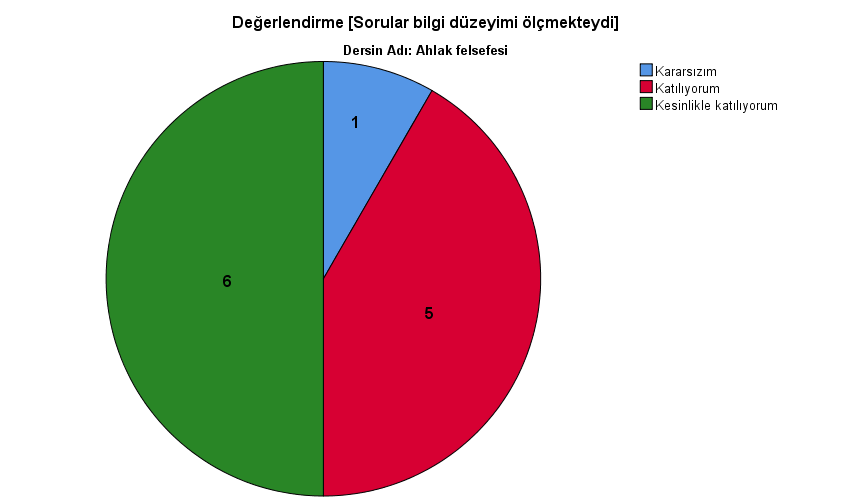 Değerlendirme [Sorular bilgi düzeyimi ölçmekteydi]
Dersin Adı: Ahlak felsefesi
Kararsızım
Katılıyorum
Kesinlikle katılıyorum
1
6
5